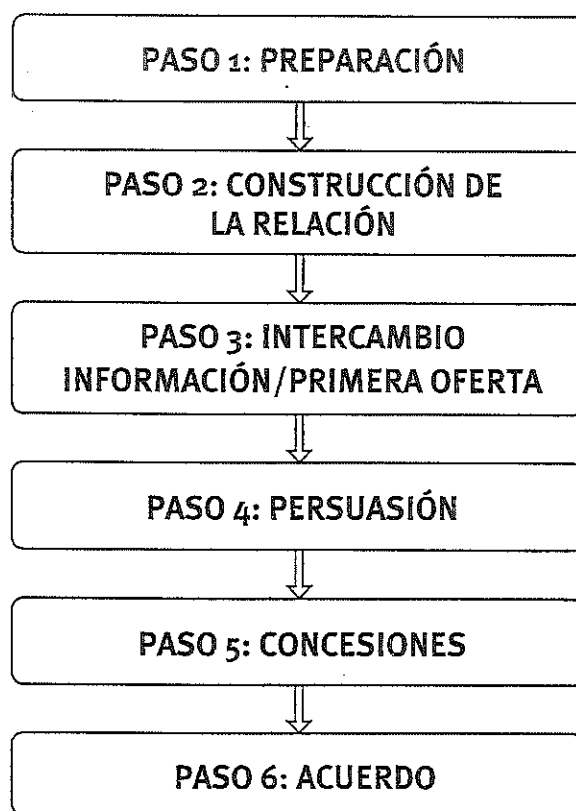 PASO 1: PREPARACIÓN
PASO 2: CONSTRUCCIÓN DE
LA RELACIÓN
PASO 3: INTERCAMBIO
INFORMACIÓN/PRIMERA OFERTA
PASO 4: PERSUASIÓN
PASO 5: CONCESIONES
PASO 6: ACUERDO